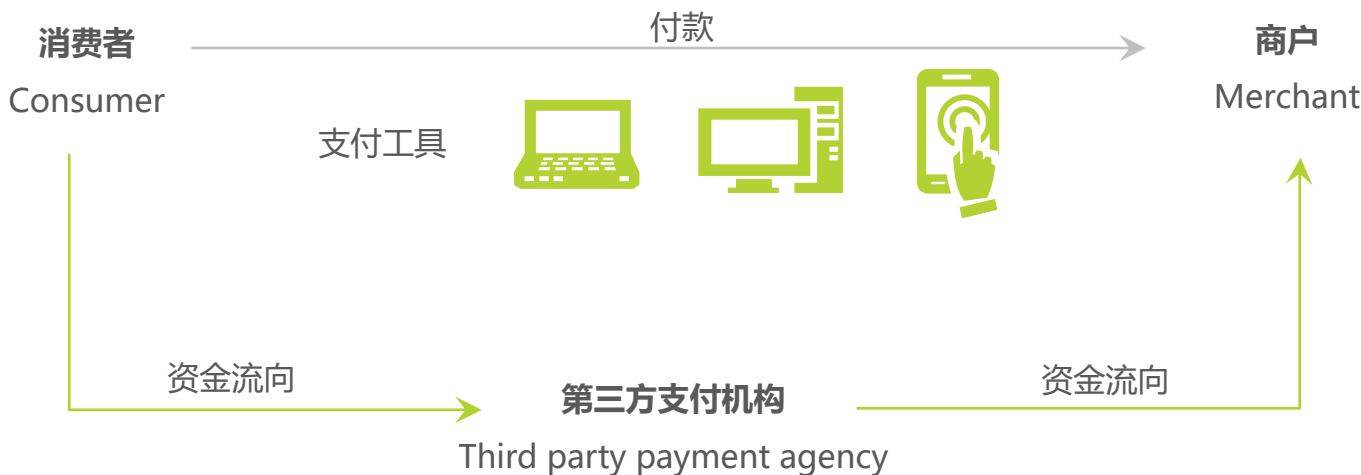 消费者
Consumer
付款
商户
Merchant
支付工具
资金流向
第三方支付机构
Third party payment agency
资金流向